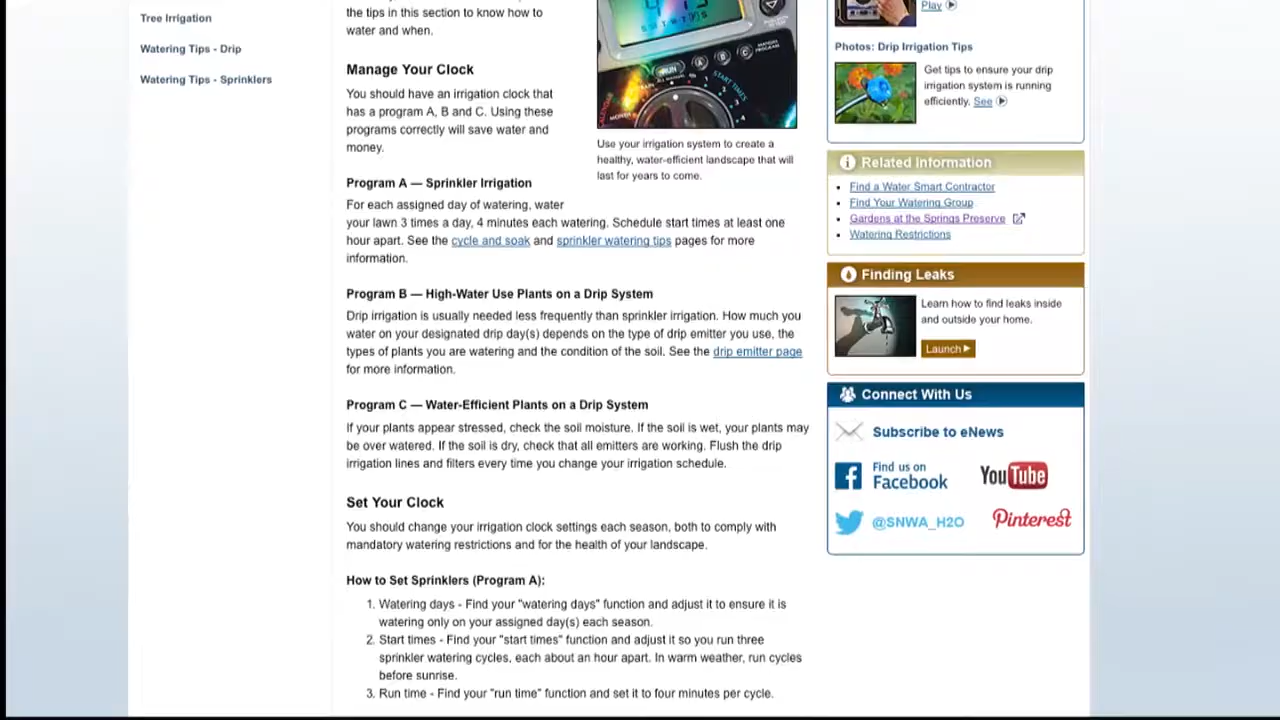 Tree Irrigation
Watering Tips - Drip
Watering Tips - Sprinklers
the tips in this section to know how to
water and when.
Manage Your Clock
You should have an irrigation clock that
has a program A, B and C. Using these
programs correctly will save water and
money.
Use your irrigation system to create a
healthy, water-efficient landscape that will
last for years to come.
Program A — Sprinkler Irrigation
For each assigned day of watering, water
your lawn 3 times a day, 4 minutes each watering. Schedule start times at least one
hour apart. See the cycle and soak and sprinkler watering tips pages for more
information.
Program B — High-Water Use Plants on a Drip System
Drip irrigation is usually needed less frequently than sprinkler irrigation. How much you
water on your designated drip day(s) depends on the type of drip emitter you use, the
types of plants you are watering and the condition of the soil. See the drip emitter page
for more information.
Program C — Water-Efficient Plants on a Drip System
If your plants appear stressed, check the soil moisture. If the soil is wet, your plants may
be over watered. If the soil is dry, check that all emitters are working. Flush the drip
irrigation lines and filters every time you change your irrigation schedule.
Set Your Clock
You should change your irrigation clock settings each season, both to comply with
mandatory watering restrictions and for the health of your landscape.
How to Set Sprinklers (Program A):
1. Watering days - Find your "watering days" function and adjust it to ensure it is
watering only on your assigned day(s) each season.
2. Start times - Find your "start times" function and adjust it so you run three
sprinkler watering cycles, each about an hour apart. In warm weather, run cycles
before sunrise.
3. Run time - Find your "run time" function and set it to four minutes per cycle.
RUN
A
B
C
MANUAL
PROGRAM
START TIMES
1
2
3
4
Play
Photos: Drip Irrigation Tips
Get tips to ensure your drip
irrigation system is running
efficiently. See
Related Information
Find a Water Smart Contractor
Find Your Watering Group
Gardens at the Springs Preserve
Watering Restrictions
Finding Leaks
Learn how to find leaks inside
and outside your home.
Launch
Connect With Us
Subscribe to eNews
Find us on
Facebook
YouTube
@SNWA_H2O
Pinterest